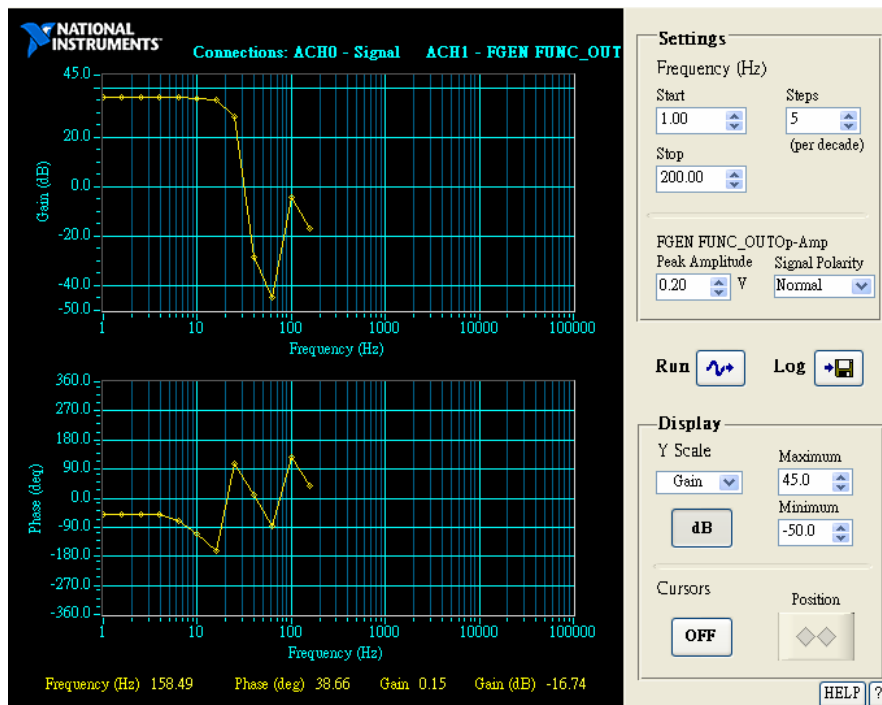 NATIONAL
INSTRUMENTS
Connections: ACH0 - Signal ACH1 - FGEN FUNC_OUT
45.0
20.0
0.0
-20.0
-40.0
-50.0
Gain (dB)
1 10 100 1000 10000 100000
Frequency (Hz)
360.0
270.0
180.0
90.0
0.0
-90.0
-180.0
-270.0
-360.0
Phase (deg)
1 10 100 1000 10000 100000
Frequency (Hz)
Frequency (Hz) 158.49 Phase (deg) 38.66 Gain 0.15 Gain (dB) -16.74
Settings
Frequency (Hz)
Start Steps
1.00 5
(per decade)
Stop
200.00
FGEN FUNC_OUTOp-Amp
Peak Amplitude Signal Polarity
0.20 V Normal
Run Log
Display
Y Scale Maximum
Gain 45.0
Minimum
dB -50.0
Cursors Position
OFF
HELP ?